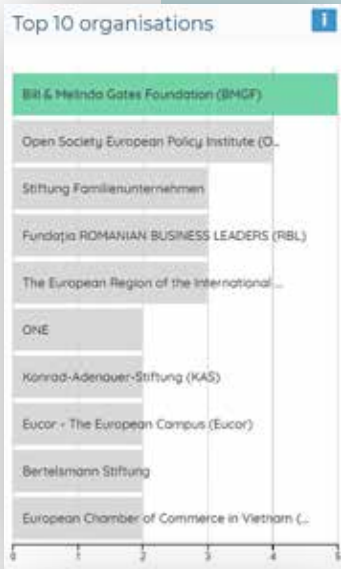 Top 10 organisations
i
Bill & Melinda Gates Foundation (BMGF)
Open Society European Policy Institute (O...
Stiftung Familienunternehmen
Fundația ROMANIAN BUSINESS LEADERS (RBL)
The European Region of the International ...
ONE
Konrad-Adenauer-Stiftung (KAS)
Eucor - The European Campus (Eucor)
Bertelsmann Stiftung
European Chamber of Commerce in Vietnam (...
0 1 2 3 4 5